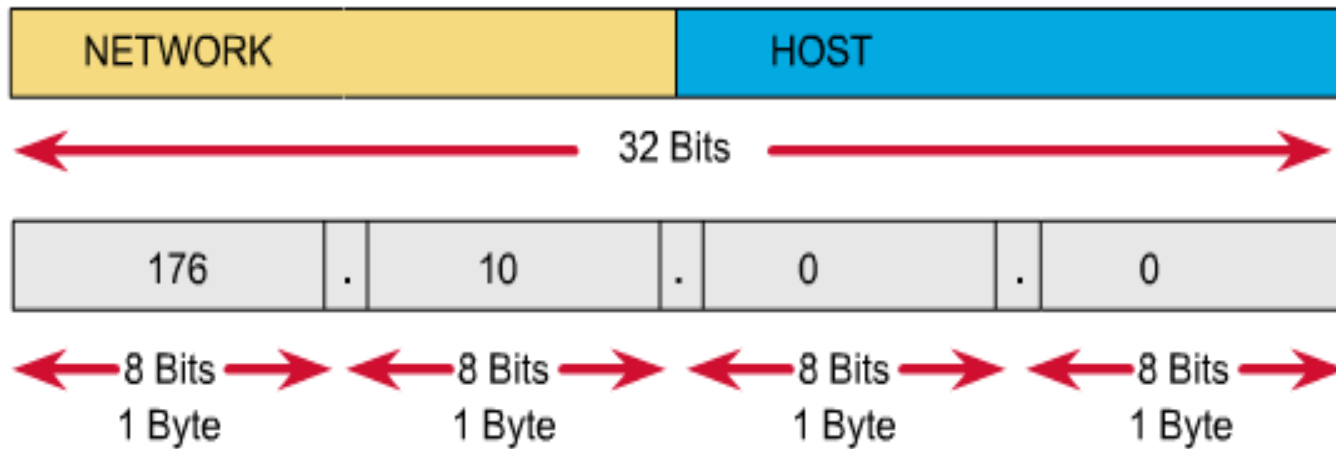 NETWORK HOST
32 Bits
176 . 10 . 0 . 0
8 Bits 8 Bits 8 Bits 8 Bits
1 Byte 1 Byte 1 Byte 1 Byte